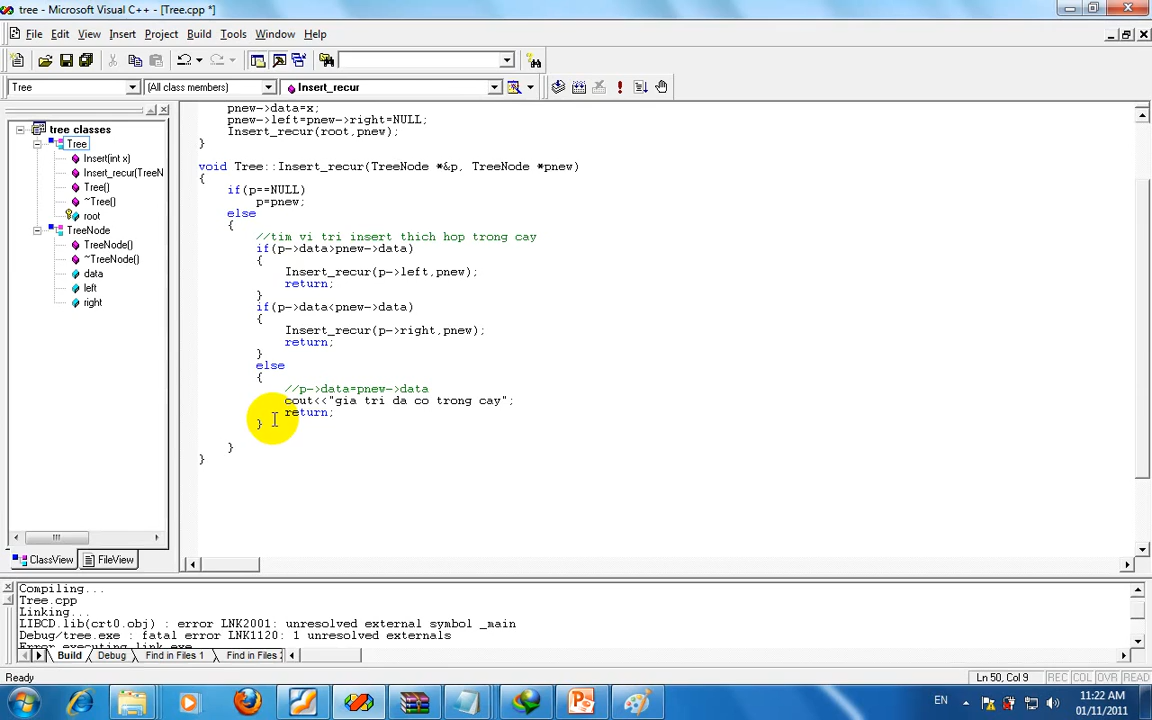 tree - Microsoft Visual C++ - [Tree.cpp *]
File Edit View Insert Project Build Tools Window Help
Tree (All class members) Insert_recur
tree classes
Tree
Insert(int x)
Insert_recur(TreeN
Tree()
~Tree()
root
TreeNode
TreeNode()
~TreeNode()
data
left
right
ClassView FileView
pnew->data=x;
pnew->left=pnew->right=NULL;
Insert_recur(root,pnew);
}
void Tree::Insert_recur(TreeNode *&p, TreeNode *pnew)
{
if(p==NULL)
p=pnew;
else
{
//tim vi tri insert thich hop trong cay
if(p->data>pnew->data)
{
Insert_recur(p->left,pnew);
return;
}
if(p->data<pnew->data)
{
Insert_recur(p->right,pnew);
return;
}
else
{
//p->data=pnew->data
cout<<"gia tri da co trong cay";
return;
}
}
}
Compiling...
Tree.cpp
Linking...
LIBCD.lib(crt0.obj) : error LNK2001: unresolved external symbol _main
Debug/tree.exe : fatal error LNK1120: 1 unresolved externals
Error executing link.exe
Build Debug Find in Files 1 Find in Files 2
Ready Ln 50, Col 9 REC COL OVR READ
EN 11:22 AM
01/11/2011